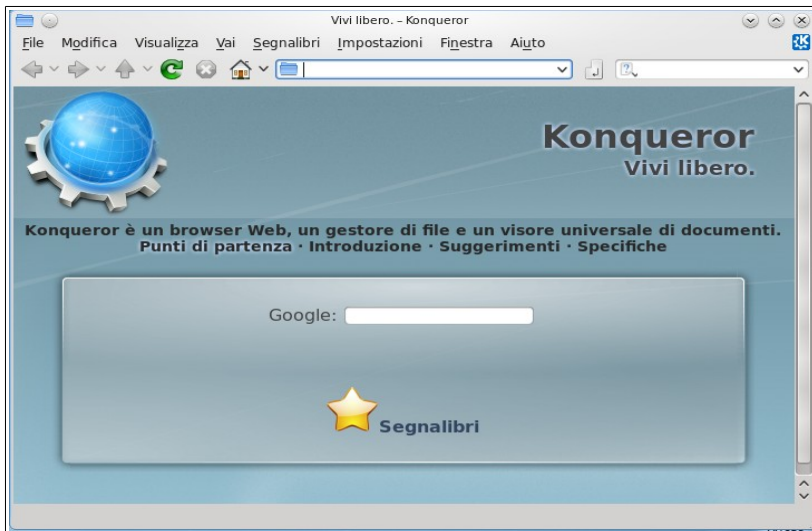 Vivi libero. – Konqueror
File Modifica Visualizza Vai Segnalibri Impostazioni Finestra Aiuto
Konqueror
Vivi libero.
Konqueror è un browser Web, un gestore di file e un visore universale di documenti.
Punti di partenza · Introduzione · Suggerimenti · Specifiche
Google:
Segnalibri